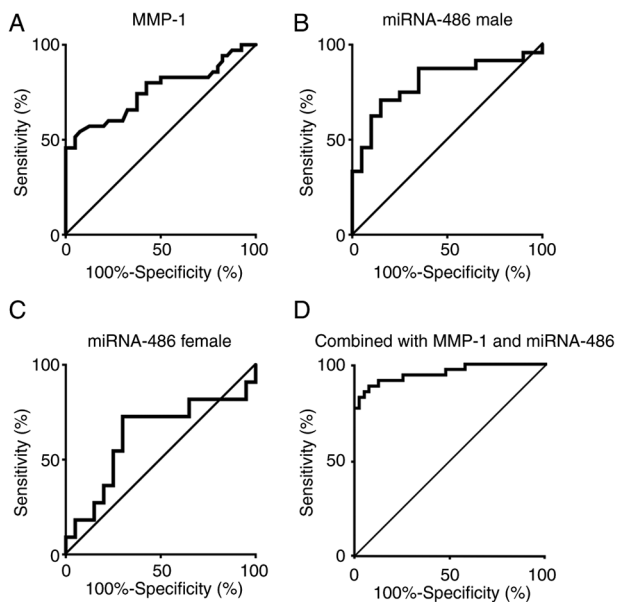 A
MMP-1
100
50
0
Sensitivity (%)
0 50 100
100%-Specificity (%)
B
miRNA-486 male
100
50
0
Sensitivity (%)
0 50 100
100%-Specificity (%)
C
miRNA-486 female
100
50
0
Sensitivity (%)
0 50 100
100%-Specificity (%)
D
Combined with MMP-1 and miRNA-486
100
50
0
Sensitivity (%)
0 50 100
100%-Specificity (%)